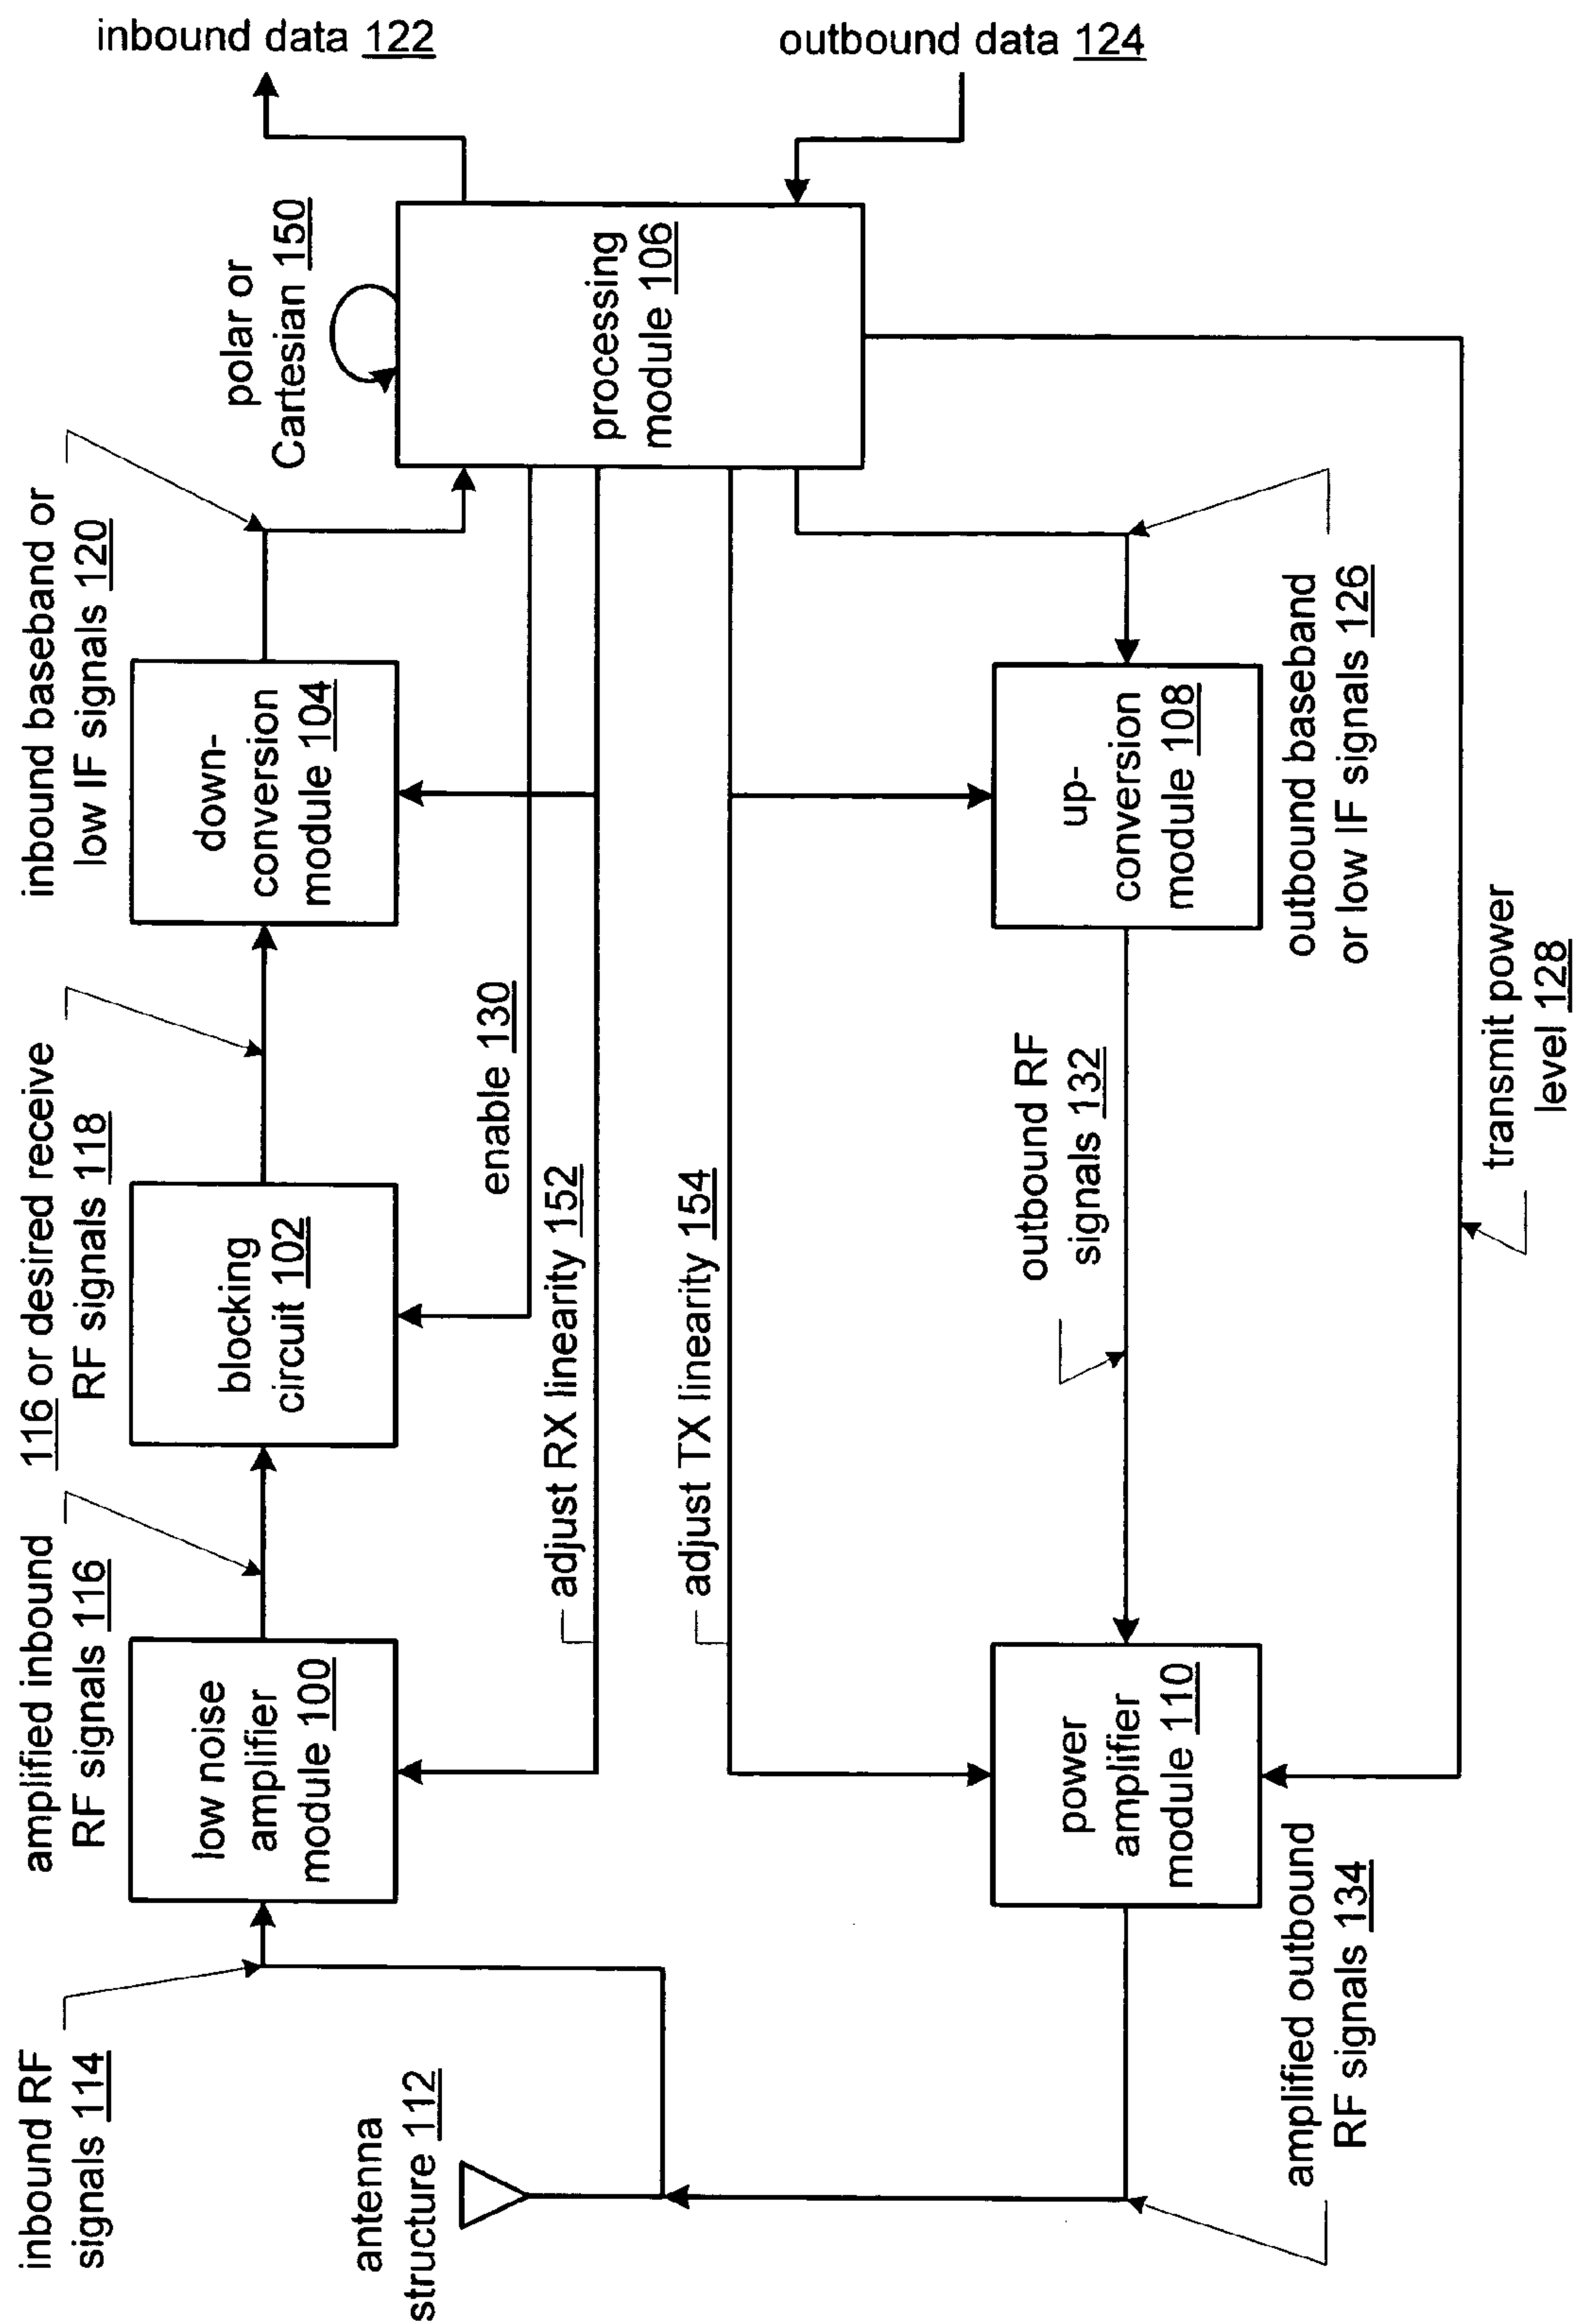 inbound RF
signals 114
amplified inbound
RF signals 116
116 or desired receive
RF signals 118
inbound baseband or
low IF signals 120
inbound data 122
low noise
amplifier
module 100
blocking
circuit 102
down-
conversion
module 104
polar or
Cartesian 150
antenna
structure 112
enable 130
adjust RX linearity 152
adjust TX linearity 154
processing
module 106
outbound data 124
power
amplifier
module 110
outbound RF
signals 132
up-
conversion
module 108
amplified outbound
RF signals 134
outbound baseband
or low IF signals 126
transmit power
level 128